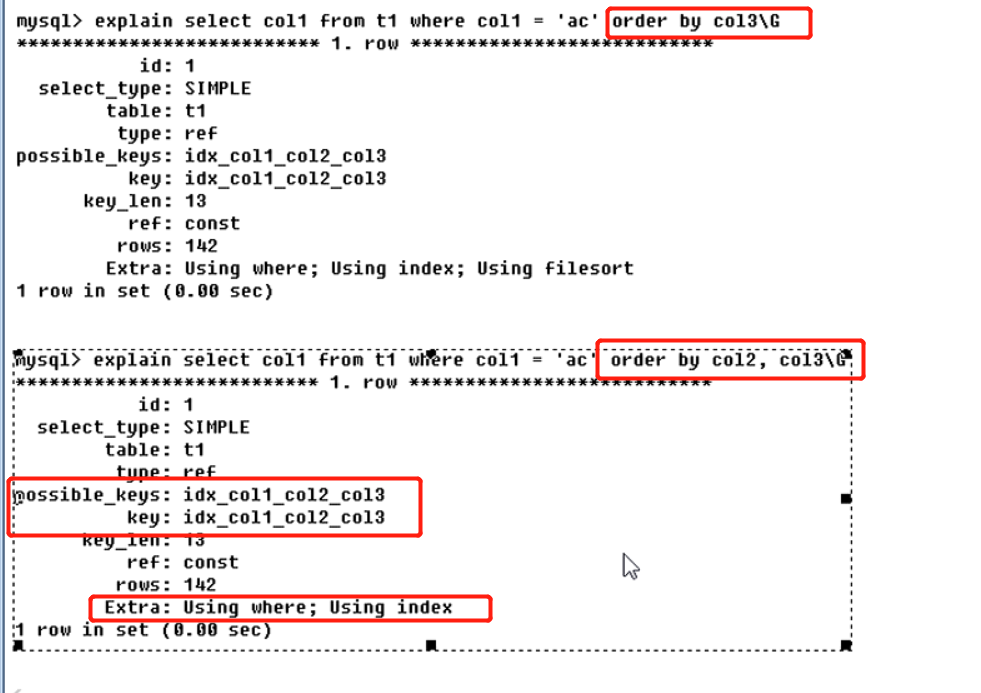 mysql> explain select col1 from t1 where col1 = 'ac' order by col3\G
*************************** 1. row ***************************
id: 1
select_type: SIMPLE
table: t1
type: ref
possible_keys: idx_col1_col2_col3
key: idx_col1_col2_col3
key_len: 13
ref: const
rows: 142
Extra: Using where; Using index; Using filesort
1 row in set (0.00 sec)
mysql> explain select col1 from t1 where col1 = 'ac' order by col2, col3\G
*************************** 1. row ***************************
id: 1
select_type: SIMPLE
table: t1
type: ref
possible_keys: idx_col1_col2_col3
key: idx_col1_col2_col3
key_len: 13
ref: const
rows: 142
Extra: Using where; Using index
1 row in set (0.00 sec)